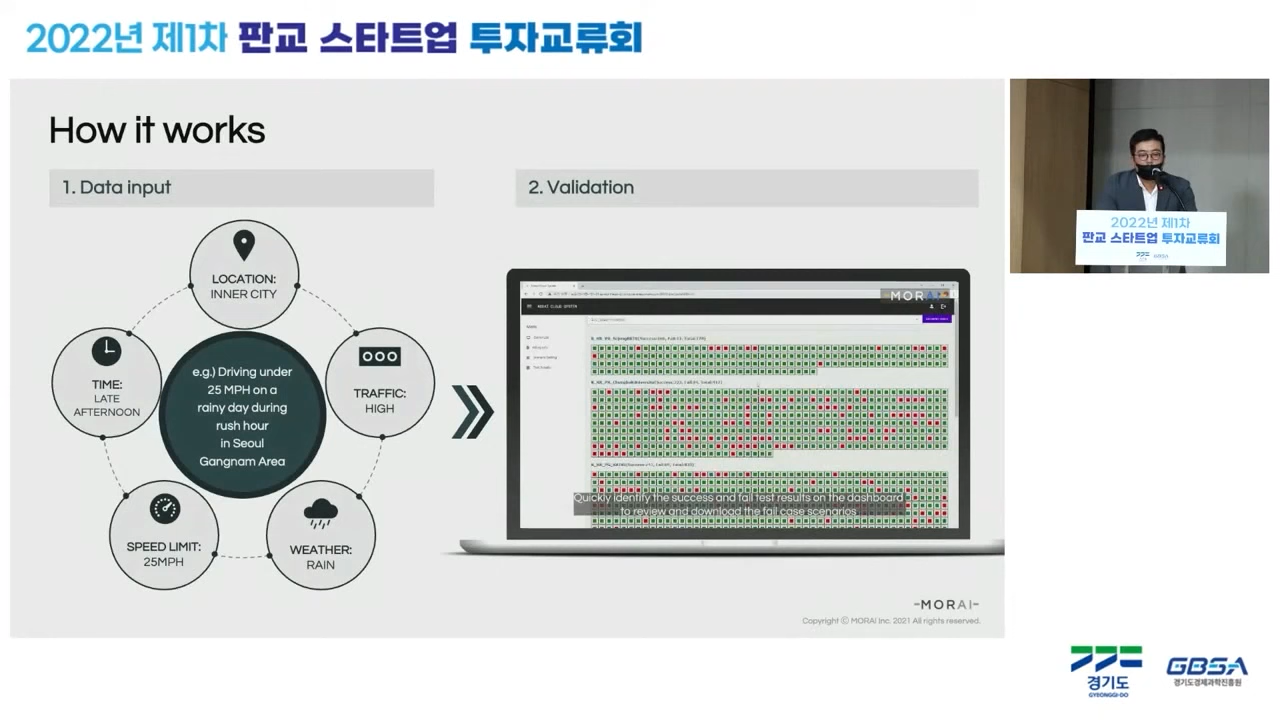 2022년 제1차 판교 스타트업 투자교류회
How it works
1. Data input
2. Validation
LOCATION:
INNER CITY
TIME:
LATE
AFTERNOON
e.g.) Driving under
25 MPH on a
rainy day during
rush hour
in Seoul
Gangnam Area
TRAFFIC:
HIGH
SPEED LIMIT:
25MPH
WEATHER:
RAIN
MORAI
MORAI CLOUD SYSTEM
Quickly identify the success and fail test results on the dashboard
to review and download the fail case scenarios
-MORAI-
Copyright ⓒ MORAI Inc. 2021 All rights reserved.
2022년 제1차
판교 스타트업 투자교류회
GBSA
경기도
GYEONGGI-DO
GBSA
경기도경제과학진흥원